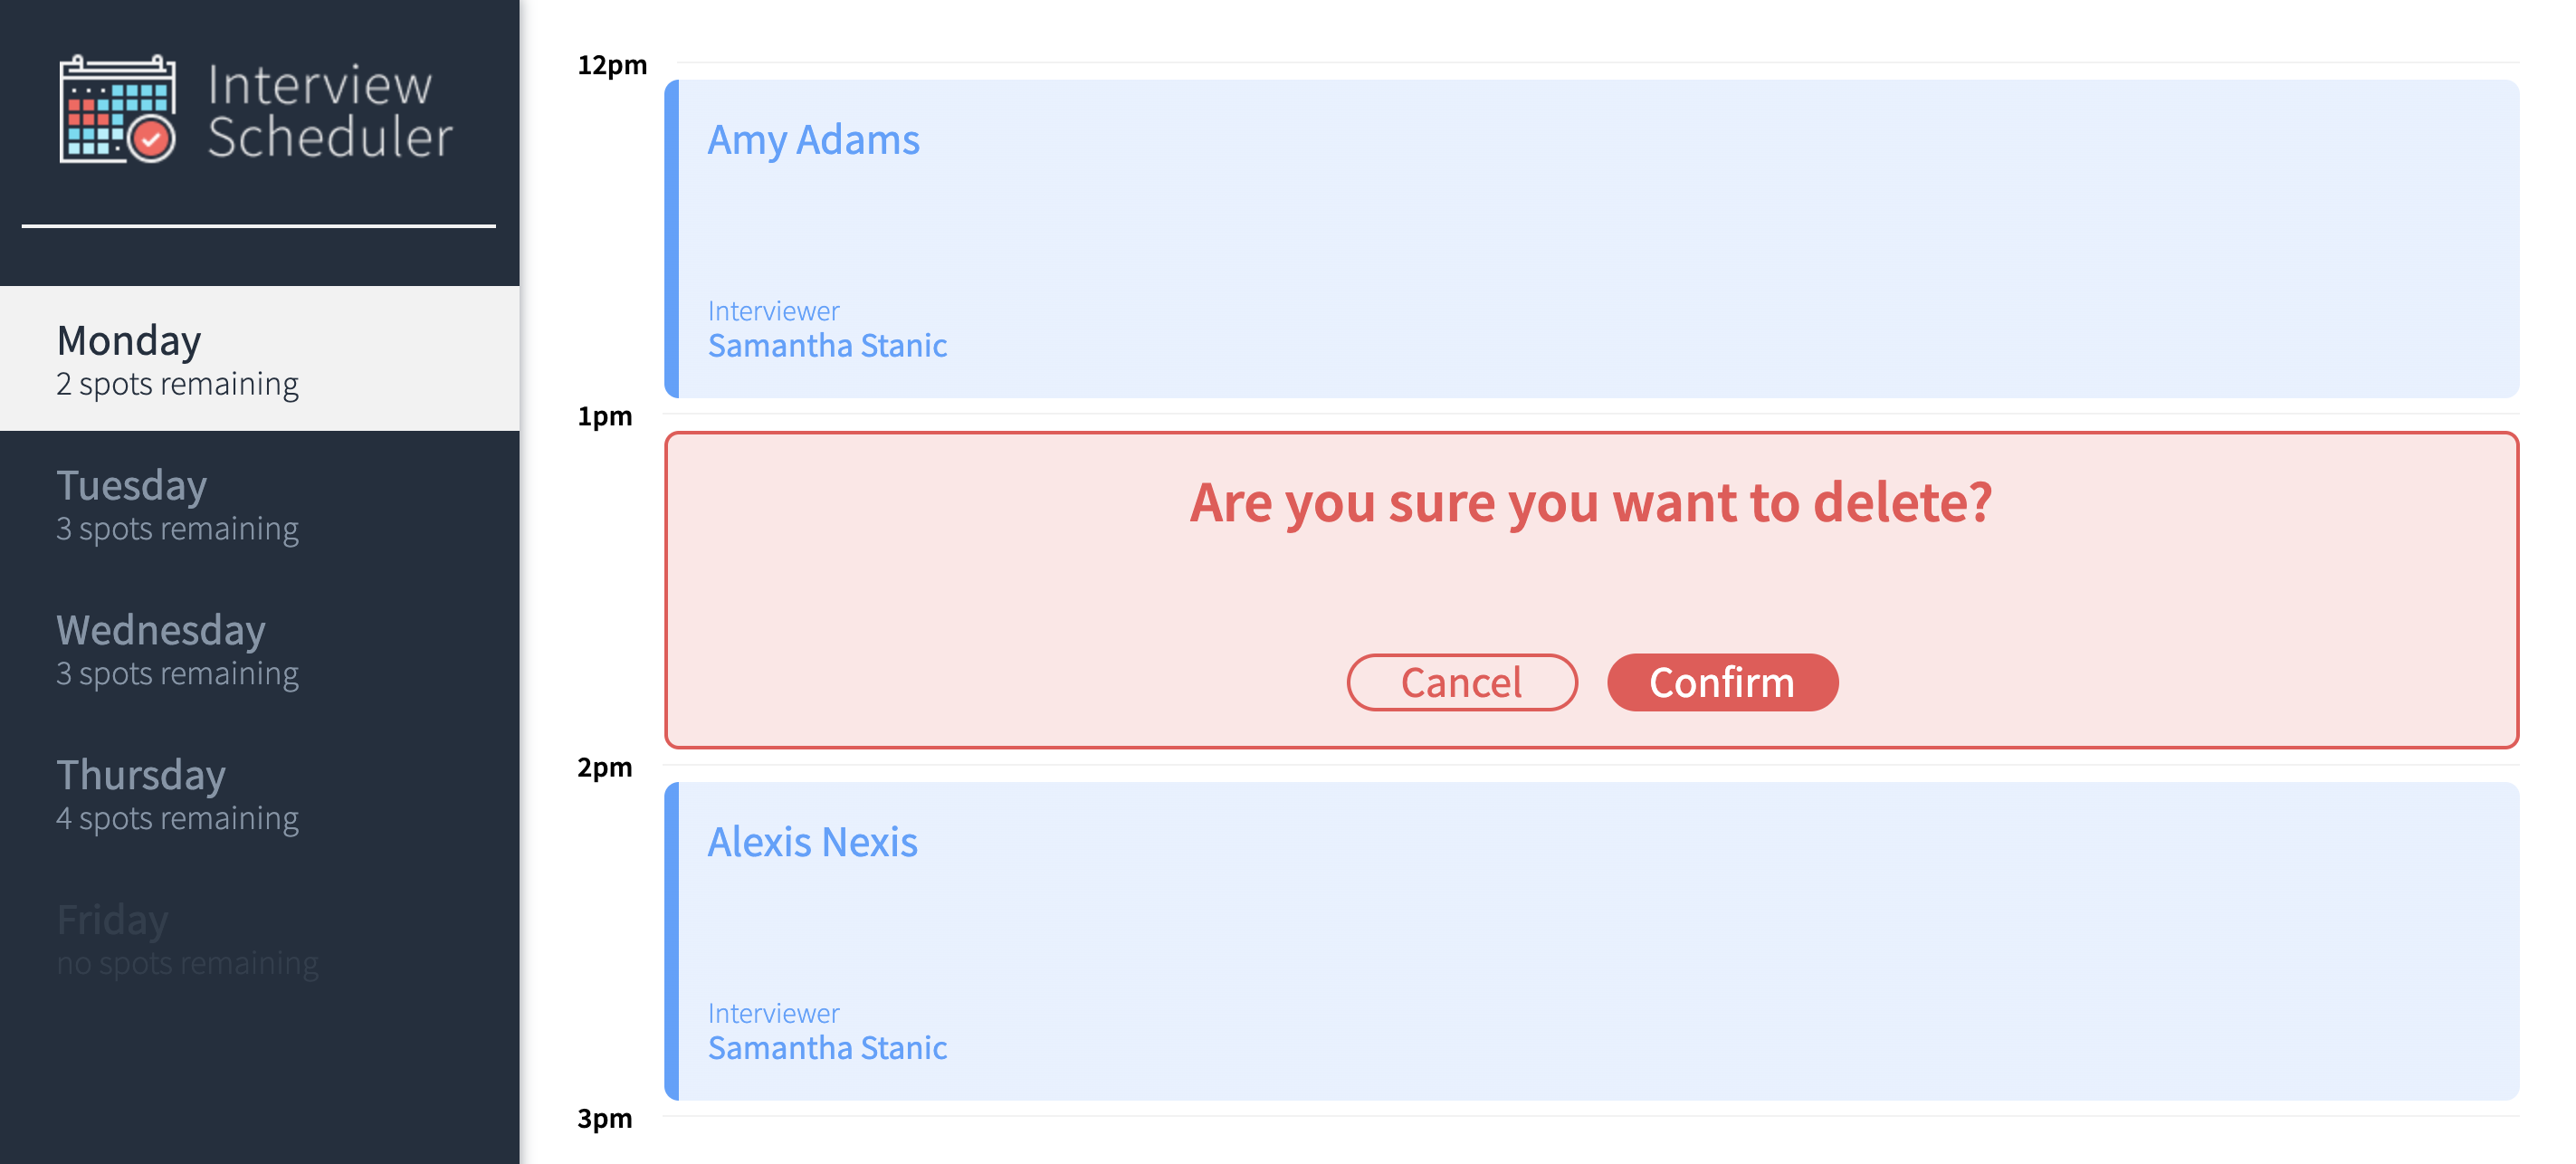 Interview
Scheduler
Monday
2 spots remaining
Tuesday
3 spots remaining
Wednesday
3 spots remaining
Thursday
4 spots remaining
Friday
no spots remaining
12pm
Amy Adams
Interviewer
Samantha Stanic
1pm
Are you sure you want to delete?
Cancel Confirm
2pm
Alexis Nexis
Interviewer
Samantha Stanic
3pm